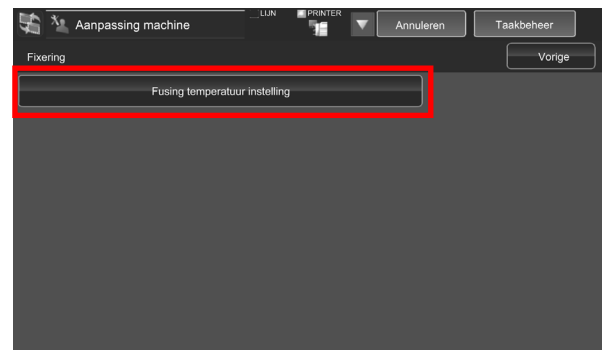 LIJN PRINTER
Aanpassing machine Annuleren Taakbeheer
Fixering Vorige
Fusing temperatuur instelling